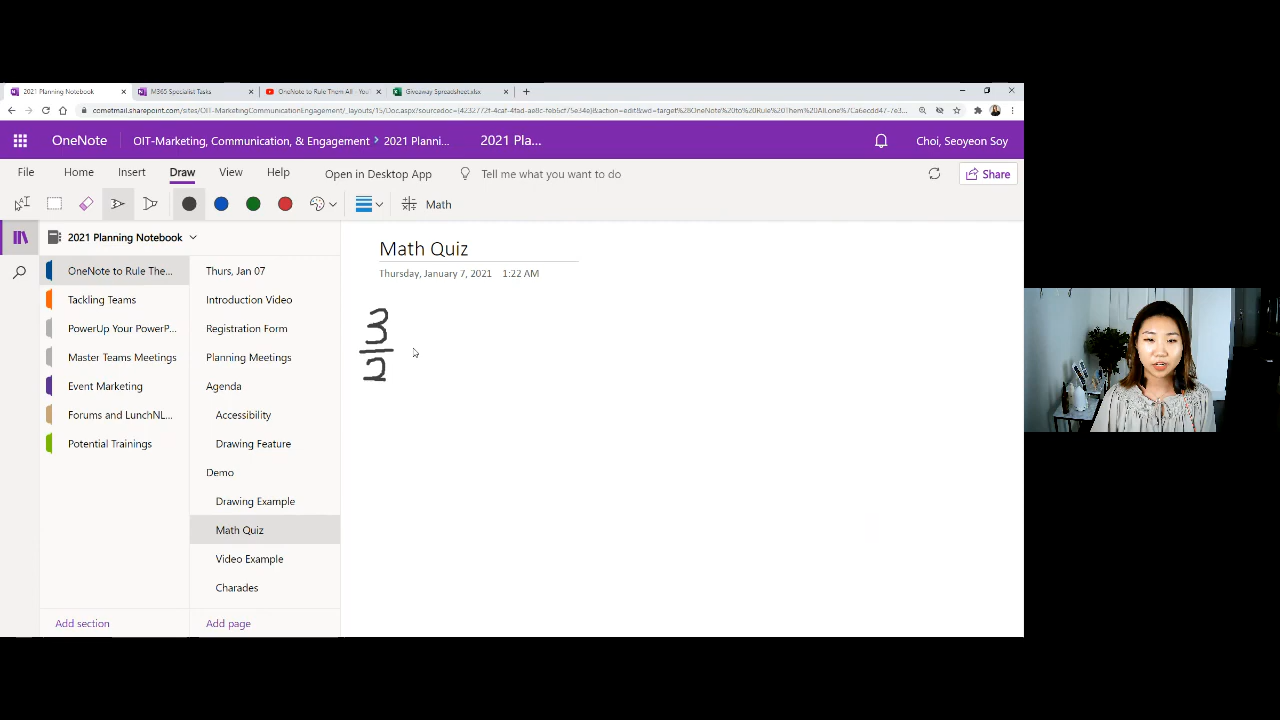 2021 Planning Notebook
M365 Specialist Tasks
OneNote to Rule Them All - You
Giveaway Spreadsheet.xlsx
OneNote
OIT-Marketing, Communication, & Engagement > 2021 Planni...
2021 Pla...
Choi, Seoyeon Soy
File Home Insert Draw View Help Open in Desktop App Tell me what you want to do Share
Math
2021 Planning Notebook
OneNote to Rule The...
Tackling Teams
PowerUp Your PowerP...
Master Teams Meetings
Event Marketing
Forums and LunchNL...
Potential Trainings
Add section
Thurs, Jan 07
Introduction Video
Registration Form
Planning Meetings
Agenda
Accessibility
Drawing Feature
Demo
Drawing Example
Math Quiz
Video Example
Charades
Add page
Math Quiz
Thursday, January 7, 2021 1:22 AM
3
2